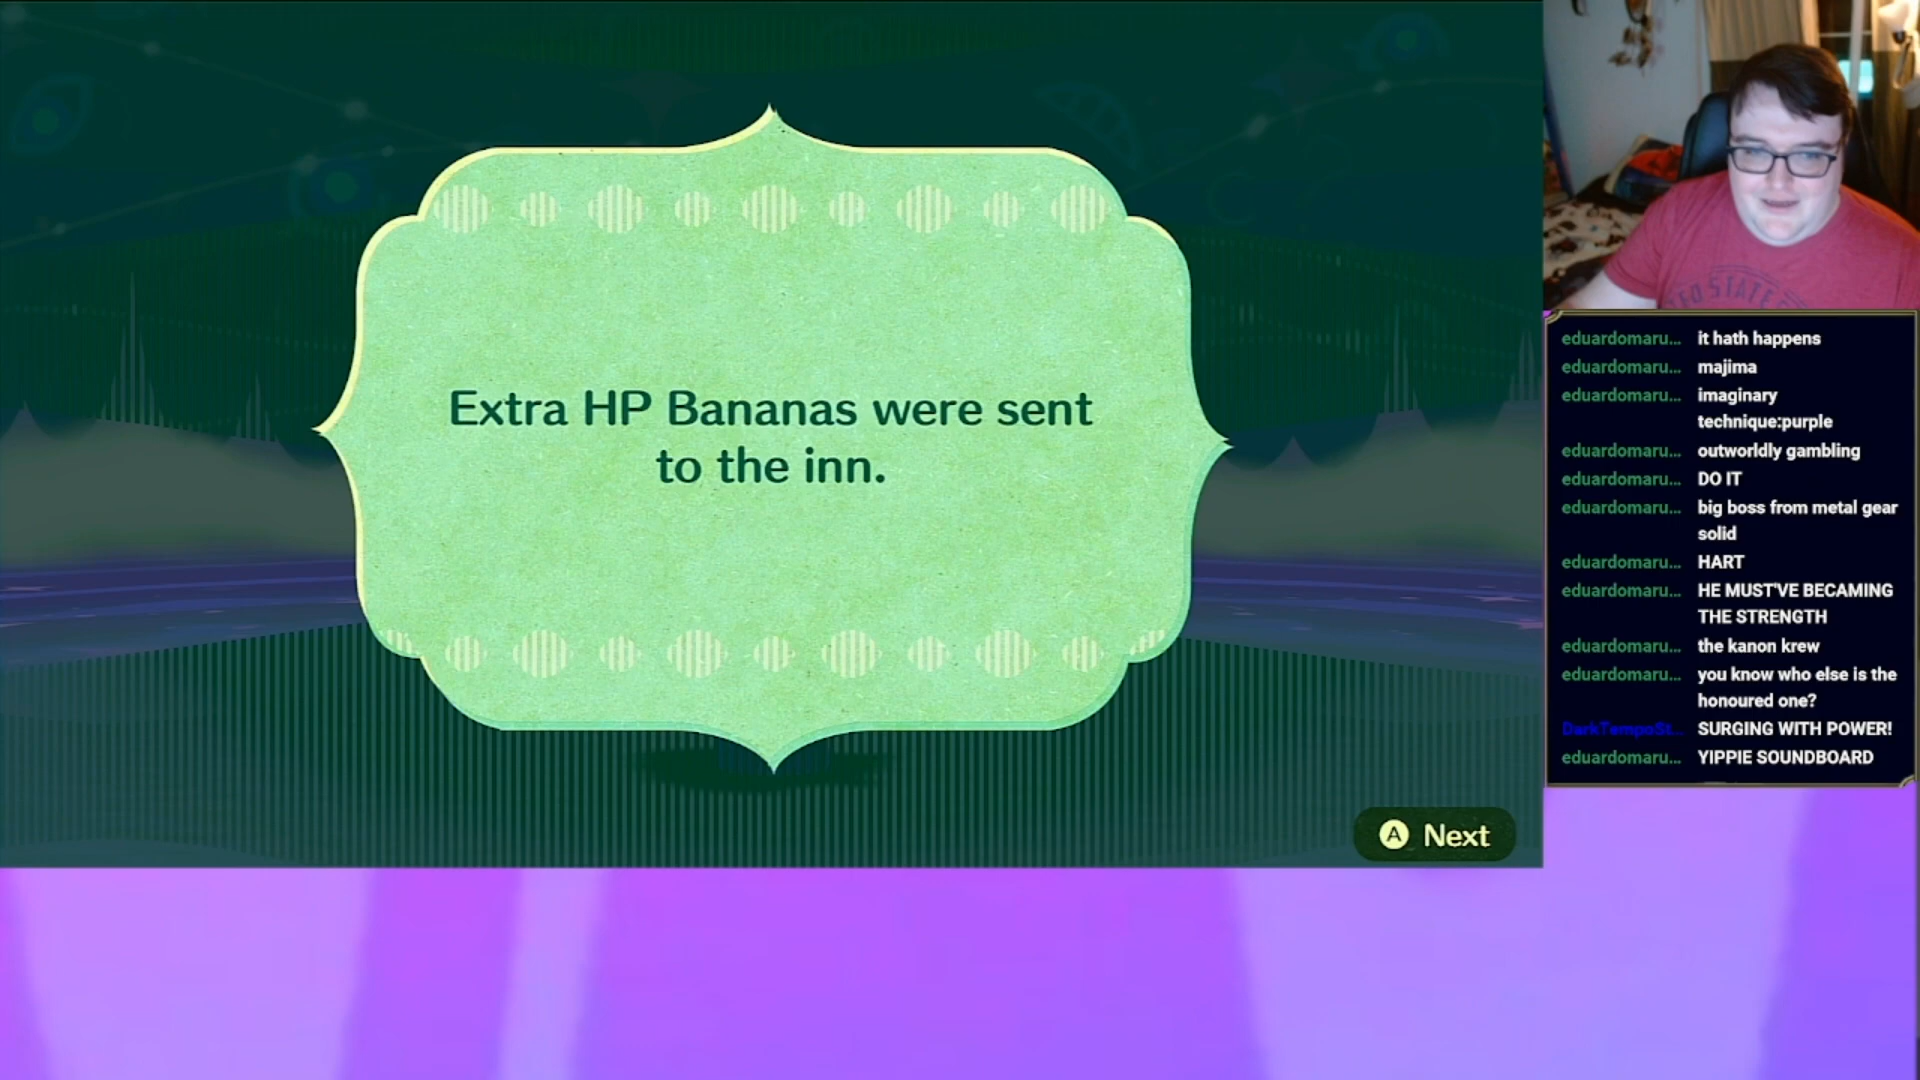 Extra HP Bananas were sent
to the inn.
A Next
eduardomaru... it hath happens
eduardomaru... majima
eduardomaru... imaginary
technique:purple
eduardomaru... outworldly gambling
eduardomaru... DO IT
eduardomaru... big boss from metal gear
solid
eduardomaru... HART
eduardomaru... HE MUST'VE BECAMING
THE STRENGTH
eduardomaru... the kanon krew
eduardomaru... you know who else is the
honoured one?
DarkTempoSt... SURGING WITH POWER!
eduardomaru... YIPPIE SOUNDBOARD